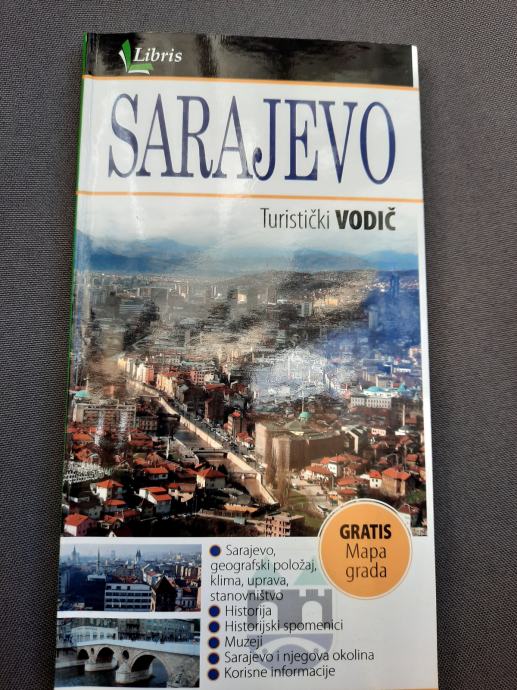 Libris
SARAJEVO
Turistički VODIČ
GRATIS
Mapa
grada
Sarajevo,
geografski položaj,
klima, uprava,
stanovništvo
Historija
Historijski spomenici
Muzeji
Sarajevo i njegova okolina
Korisne informacije